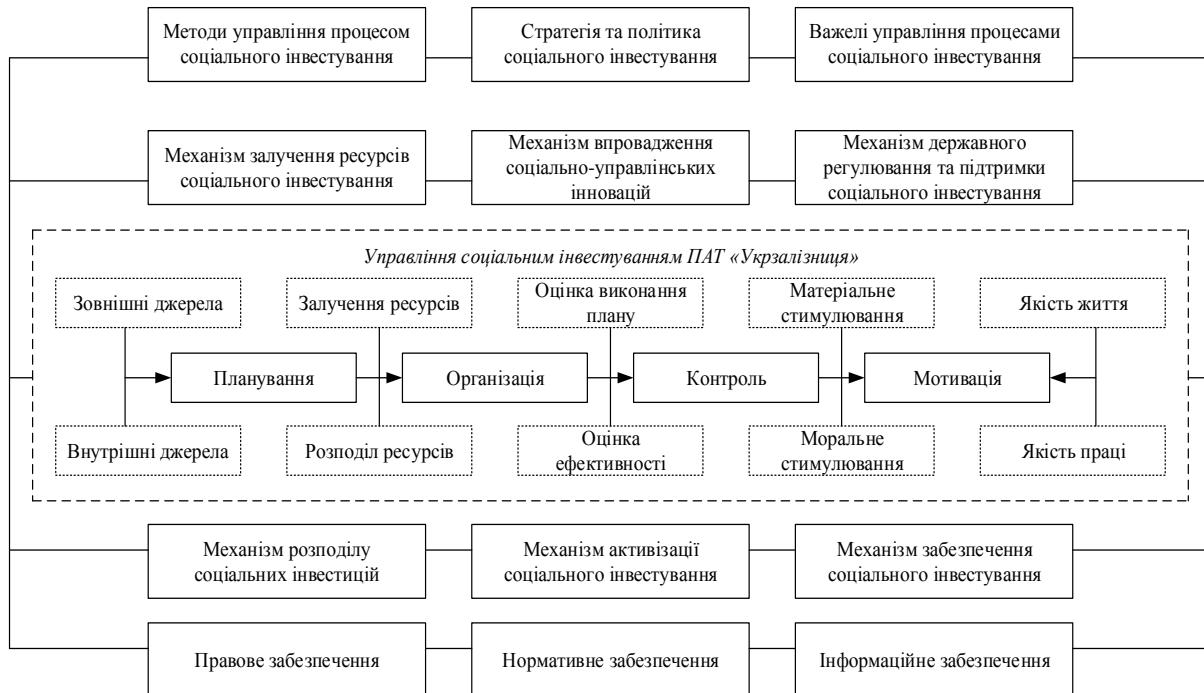 Методи управління процесом
соціального інвестування
Стратегія та політика
соціального інвестування
Важелі управління процесами
соціального інвестування
Механізм залучення ресурсів
соціального інвестування
Механізм впровадження
соціально-управлінських
інновацій
Механізм державного
регулювання та підтримки
соціального інвестування
Управління соціальним інвестуванням ПАТ «Укрзалізниця»
Зовнішні джерела
Залучення ресурсів
Оцінка виконання
плану
Матеріальне
стимулювання
Якість життя
Планування
Організація
Контроль
Мотивація
Внутрішні джерела
Розподіл ресурсів
Оцінка
ефективності
Моральне
стимулювання
Якість праці
Механізм розподілу
соціальних інвестицій
Механізм активізації
соціального інвестування
Механізм забезпечення
соціального інвестування
Правове забезпечення
Нормативне забезпечення
Інформаційне забезпечення